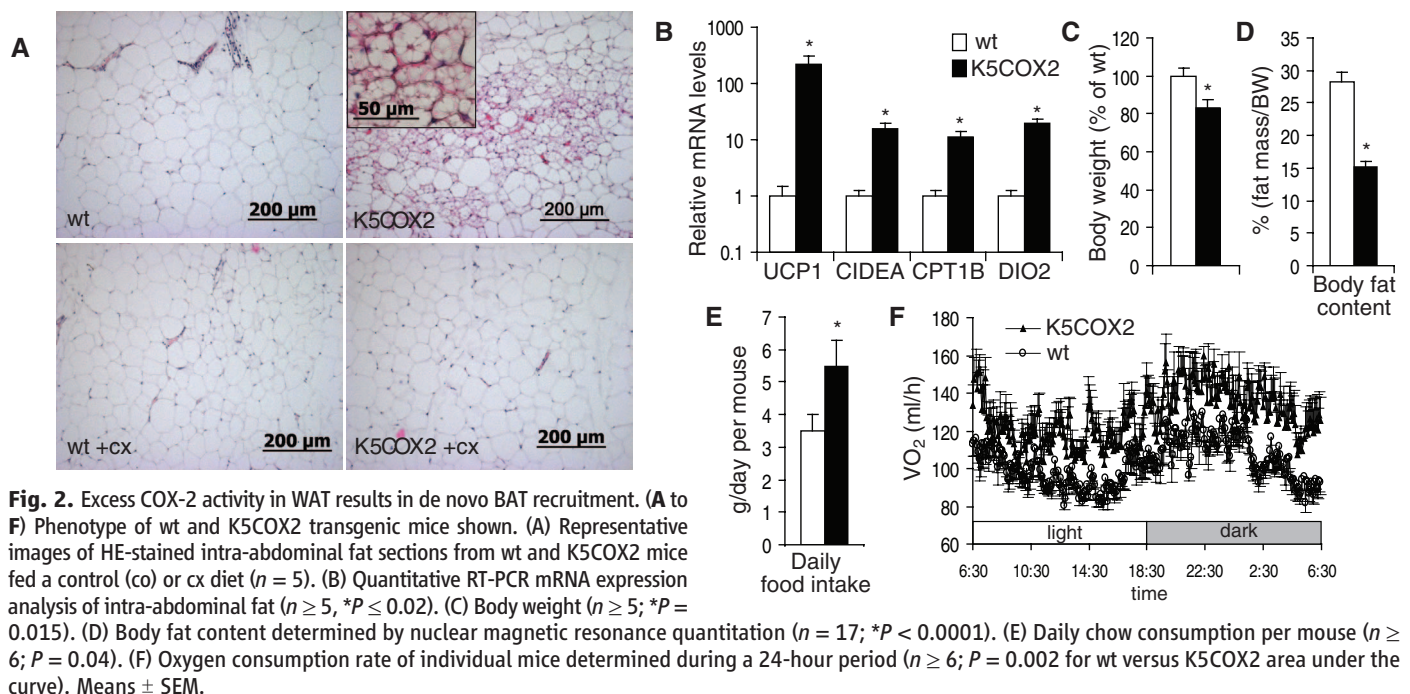 A
wt
200 µm
50 µm
K5COX2
200 µm
wt +cx
200 µm
K5COX2 +cx
200 µm
B
Relative mRNA levels
1000
100
10
1
0.1
wt
K5COX2
*
*
*
*
UCP1 CIDEA CPT1B DIO2
C
Body weight (% of wt)
120
100
80
60
40
20
0
*
D
% (fat mass/BW)
35
30
25
20
15
10
5
0
*
Body fat
content
E
g/day per mouse
7
6
5
4
3
2
1
0
*
Daily
food intake
F
VO2 (ml/h)
180
160
140
120
100
80
60
K5COX2
wt
light dark
6:30 10:30 14:30 18:30 22:30 2:30 6:30
time
Fig. 2. Excess COX-2 activity in WAT results in de novo BAT recruitment. (A to
F) Phenotype of wt and K5COX2 transgenic mice shown. (A) Representative
images of HE-stained intra-abdominal fat sections from wt and K5COX2 mice
fed a control (co) or cx diet (n = 5). (B) Quantitative RT-PCR mRNA expression
analysis of intra-abdominal fat (n ≥ 5, *P ≤ 0.02). (C) Body weight (n ≥ 5; *P =
0.015). (D) Body fat content determined by nuclear magnetic resonance quantitation (n = 17; *P < 0.0001). (E) Daily chow consumption per mouse (n ≥
6; P = 0.04). (F) Oxygen consumption rate of individual mice determined during a 24-hour period (n ≥ 6; P = 0.002 for wt versus K5COX2 area under the
curve). Means ± SEM.